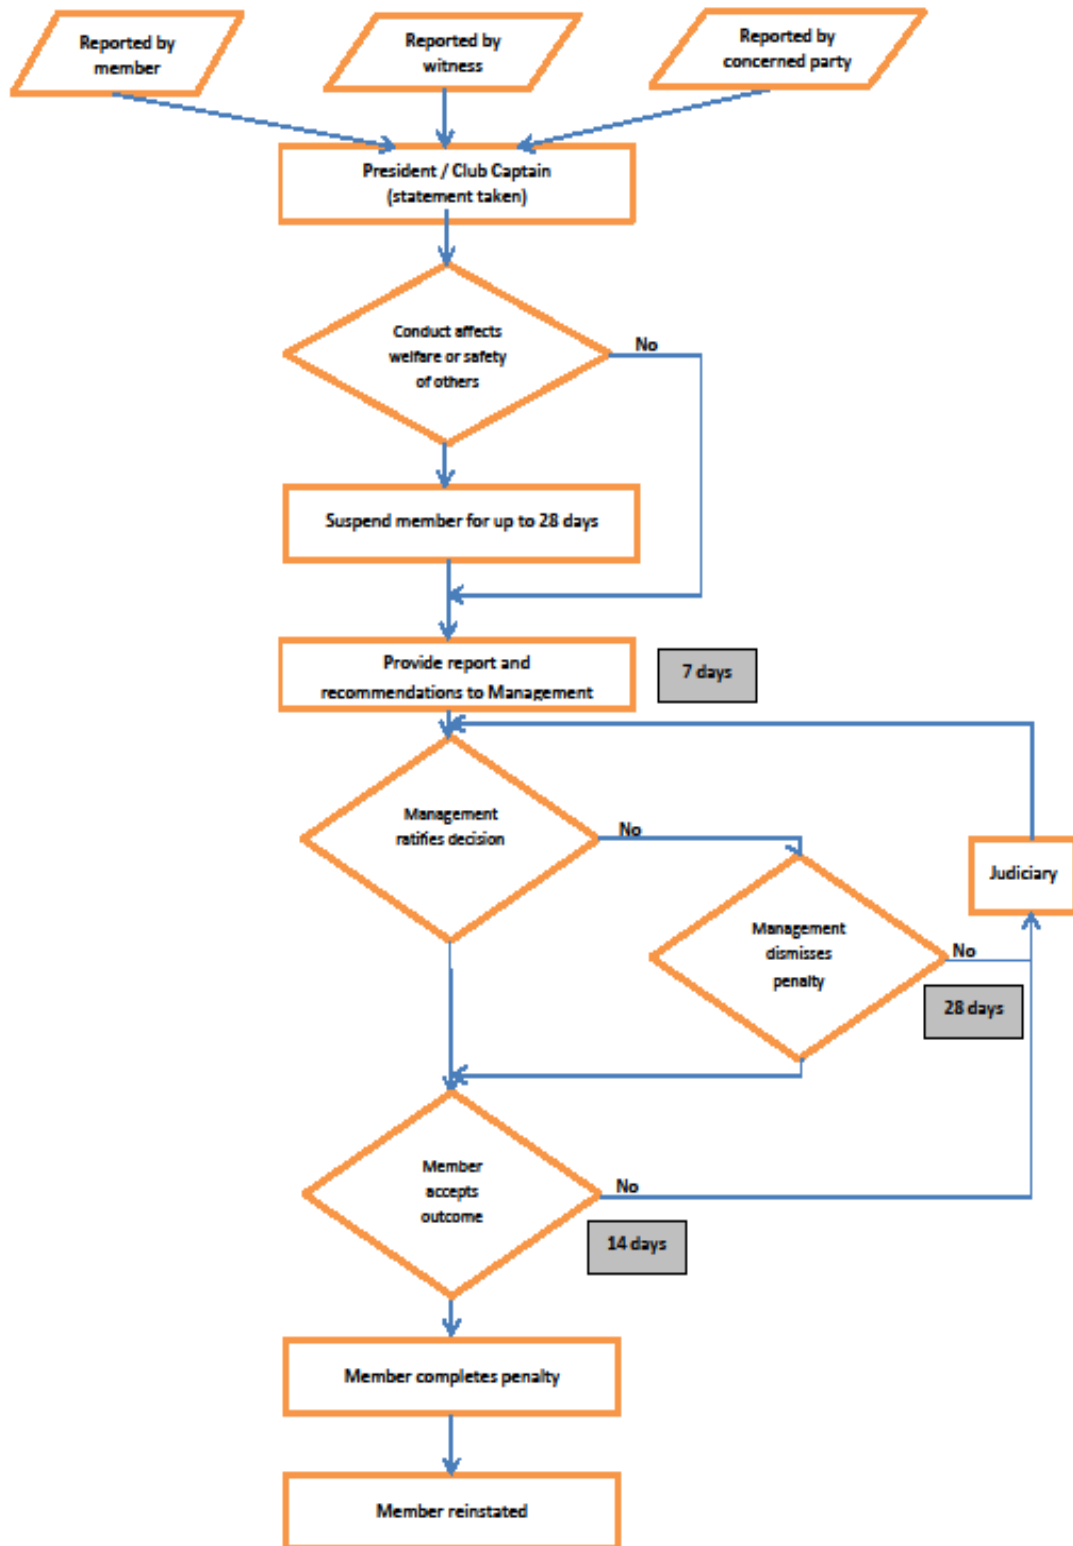 Reported by
member
Reported by
witness
Reported by
concerned party
President / Club Captain
(statement taken)
Conduct affects
welfare or safety
of others
No
Suspend member for up to 28 days
Provide report and
recommendations to Management
7 days
Management
ratifies decision
No
Judiciary
Management
dismisses
penalty
No
28 days
Member
accepts
outcome
No
14 days
Member completes penalty
Member reinstated